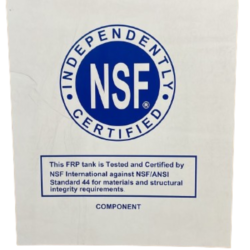 INDEPENDENTLY
NSF®
CERTIFIED
This FRP tank is Tested and Certified by
NSF International against NSF/ANSI
Standard 44 for materials and structural
integrity requirements
COMPONENT